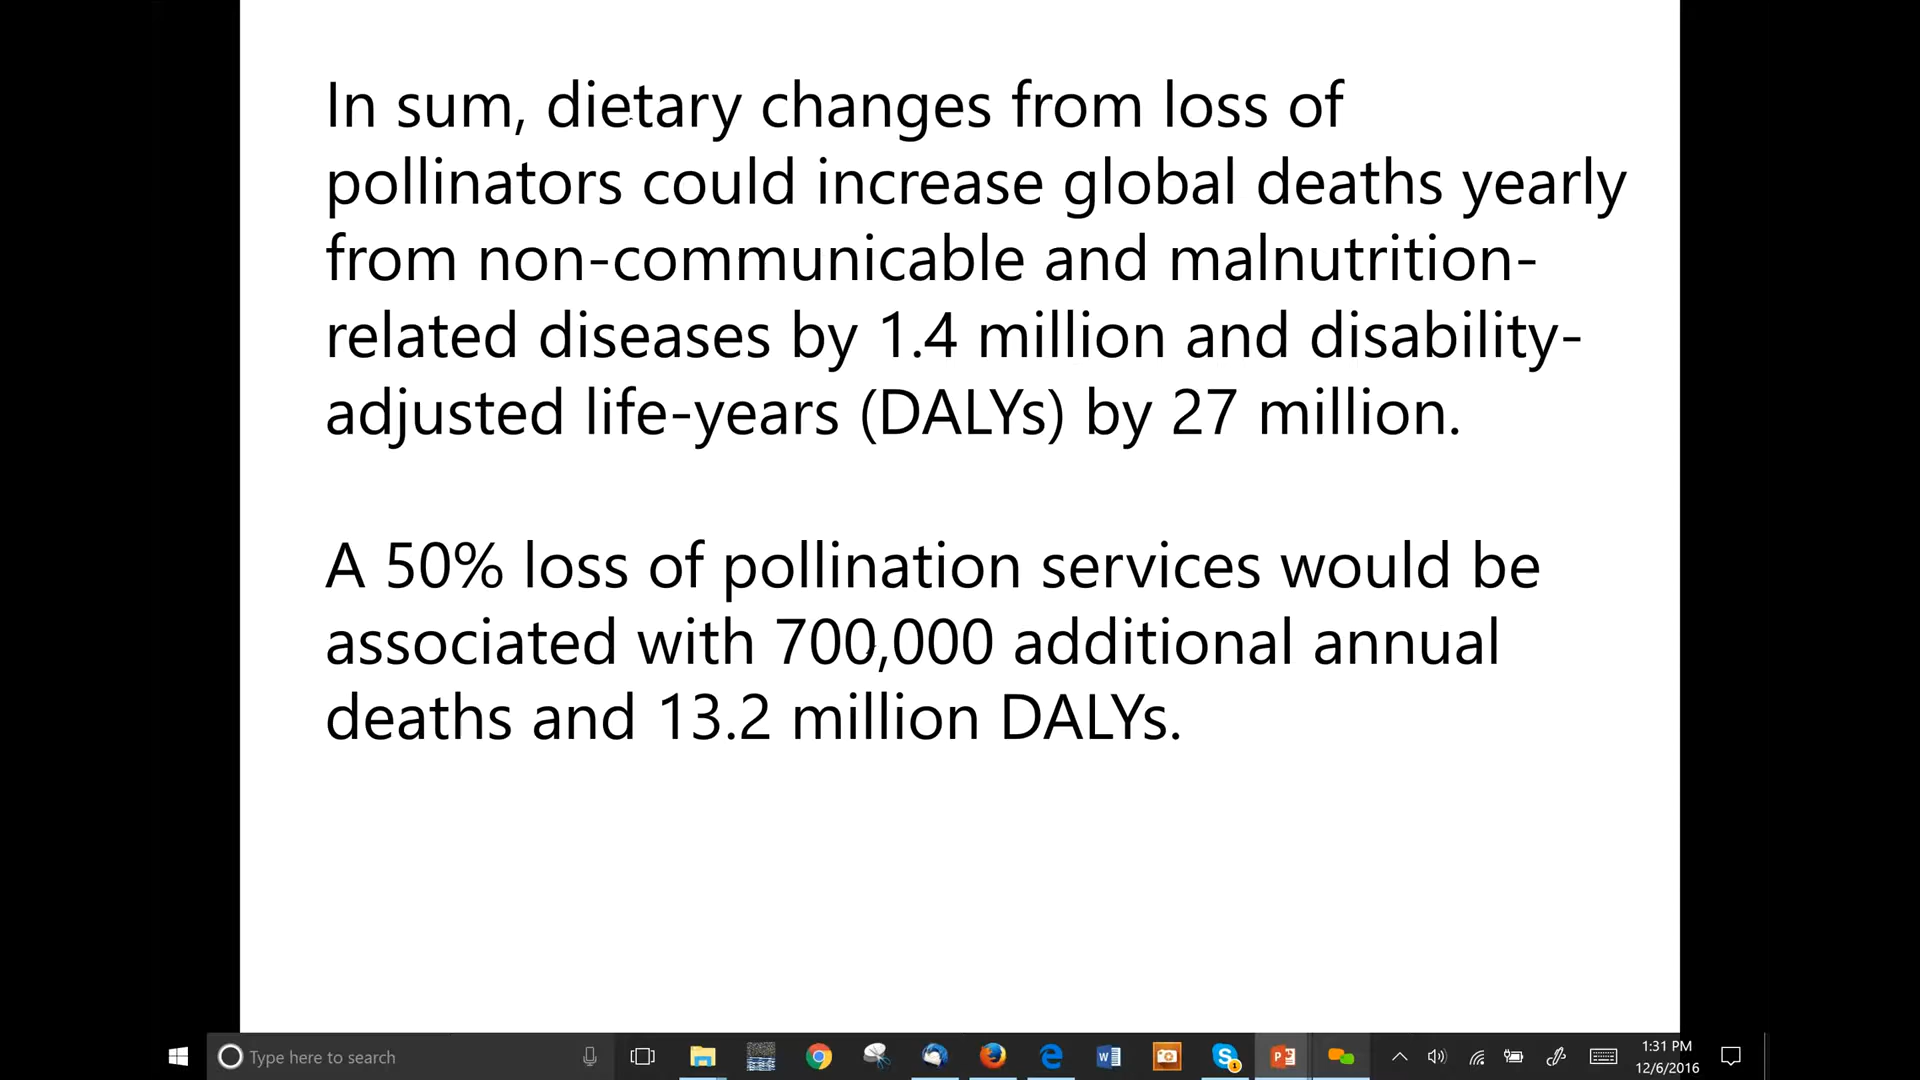 In sum, dietary changes from loss of
pollinators could increase global deaths yearly
from non-communicable and malnutrition-
related diseases by 1.4 million and disability-
adjusted life-years (DALYs) by 27 million.
A 50% loss of pollination services would be
associated with 700,000 additional annual
deaths and 13.2 million DALYs.
Type here to search
1:31 PM
12/6/2016